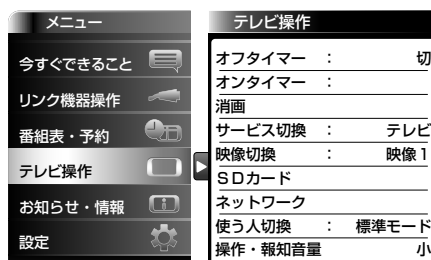 メニュー
今すぐできること
リンク機器操作
番組表・予約
テレビ操作
お知らせ・情報
設定
テレビ操作
オフタイマー ： 切
オンタイマー ：
消画
サービス切換 ： テレビ
映像切換 ： 映像1
SDカード
ネットワーク
使う人切換 ： 標準モード
操作・報知音量 小